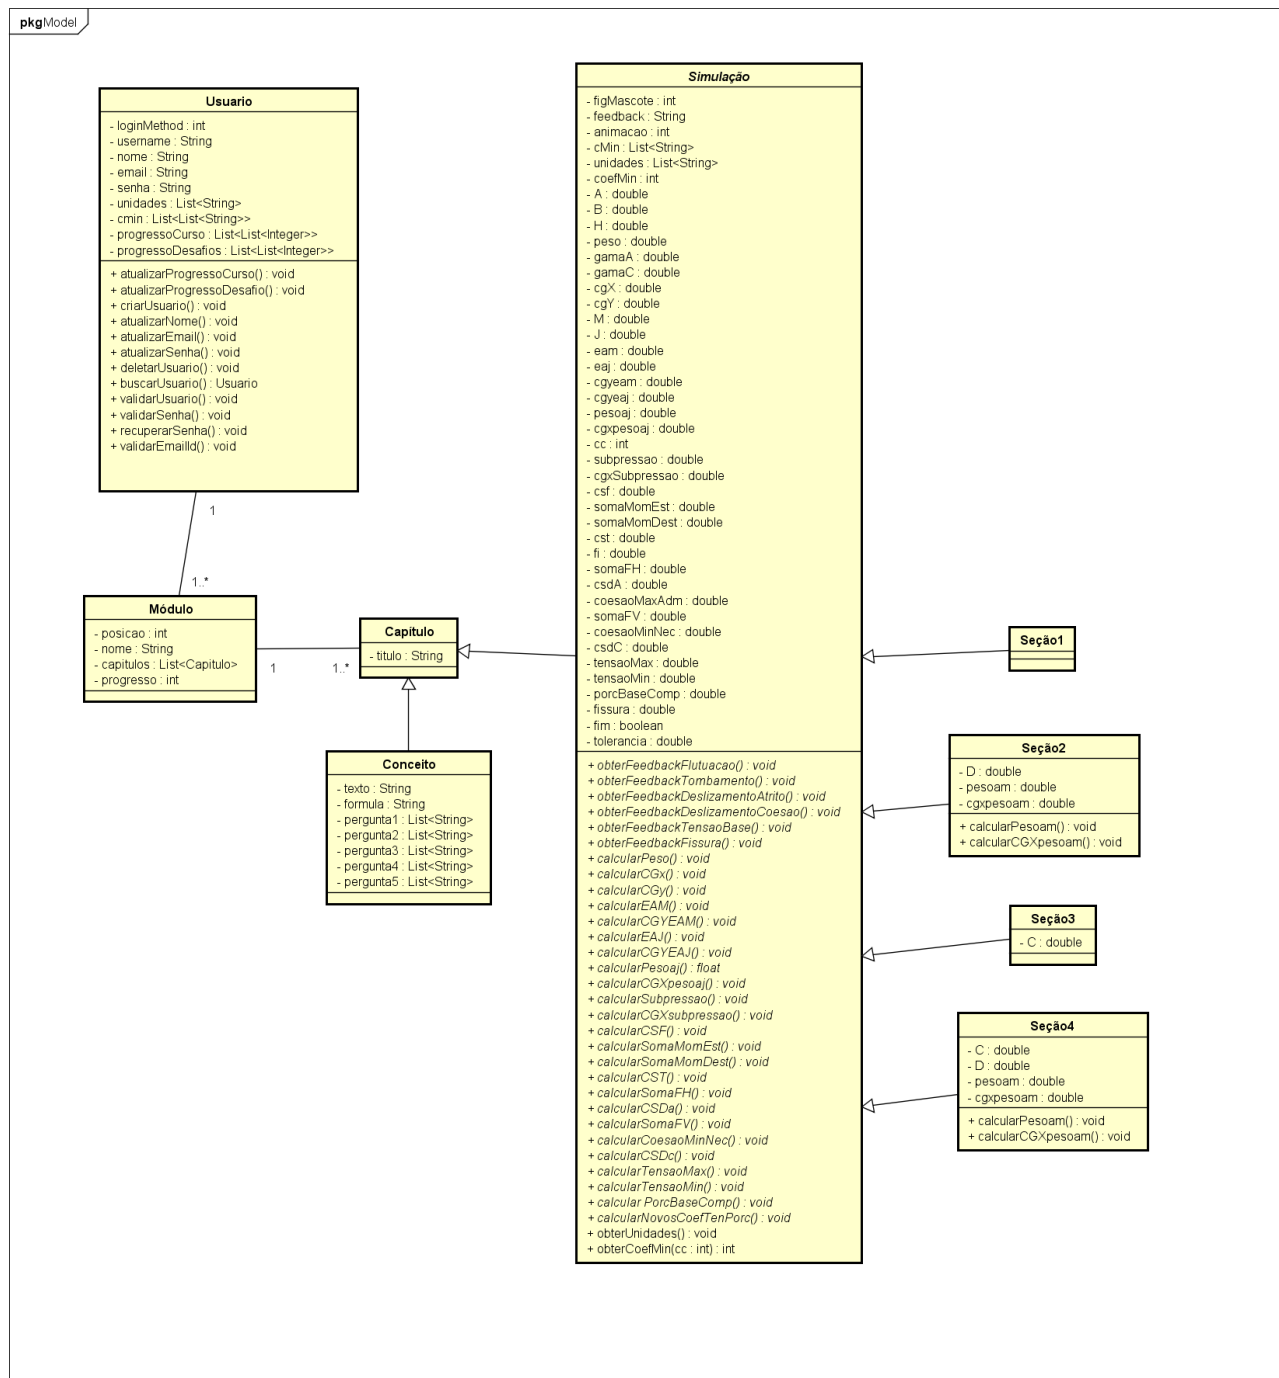 pkg Model
Usuario
- loginMethod : int
- username : String
- nome : String
- email : String
- senha : String
- unidades : List<String>
- cmin : List<List<String>>
- progressoCurso : List<List<Integer>>
- progressoDesafios : List<List<Integer>>
+ atualizarProgressoCurso() : void
+ atualizarProgressoDesafio() : void
+ criarUsuario() : void
+ atualizarNome() : void
+ atualizarEmail() : void
+ atualizarSenha() : void
+ deletarUsuario() : void
+ buscarUsuario() : Usuario
+ validarUsuario() : void
+ validarSenha() : void
+ recuperarSenha() : void
+ validarEmailId() : void
1
1..*
Módulo
- posicao : int
- nome : String
- capitulos : List<Capitulo>
- progresso : int
1
1..*
Capítulo
- titulo : String
Conceito
- texto : String
- formula : String
- pergunta1 : List<String>
- pergunta2 : List<String>
- pergunta3 : List<String>
- pergunta4 : List<String>
- pergunta5 : List<String>
Simulação
- figMascote : int
- feedback : String
- animacao : int
- cMin : List<String>
- unidades : List<String>
- coefMin : int
- A : double
- B : double
- H : double
- peso : double
- gamaA : double
- gamaC : double
- cgX : double
- cgY : double
- M : double
- J : double
- eam : double
- eaj : double
- cgyeam : double
- cgyeaj : double
- pesoaj : double
- cgxpesoaj : double
- cc : int
- subpressao : double
- cgxSubpressao : double
- csf : double
- somaMomEst : double
- somaMomDest : double
- cst : double
- fi : double
- somaFH : double
- csdA : double
- coesaoMaxAdm : double
- somaFV : double
- coesaoMinNec : double
- csdC : double
- tensaoMax : double
- tensaoMin : double
- porcBaseComp : double
- fissura : double
- fim : boolean
- tolerancia : double
+ obterFeedbackFlutuacao() : void
+ obterFeedbackTombamento() : void
+ obterFeedbackDeslizamentoAtrito() : void
+ obterFeedbackDeslizamentoCoesao() : void
+ obterFeedbackTensaoBase() : void
+ obterFeedbackFissura() : void
+ calcularPeso() : void
+ calcularCGx() : void
+ calcularCGy() : void
+ calcularEAM() : void
+ calcularCGYEAM() : void
+ calcularEAJ() : void
+ calcularCGYEAJ() : void
+ calcularPesoaj() : float
+ calcularCGXpesoaj() : void
+ calcularSubpressao() : void
+ calcularCGXsubpressao() : void
+ calcularCSF() : void
+ calcularSomaMomEst() : void
+ calcularSomaMomDest() : void
+ calcularCST() : void
+ calcularSomaFH() : void
+ calcularCSDa() : void
+ calcularSomaFV() : void
+ calcularCoesaoMinNec() : void
+ calcularCSDc() : void
+ calcularTensaoMax() : void
+ calcularTensaoMin() : void
+ calcular PorcBaseComp() : void
+ calcularNovosCoefTenPorc() : void
+ obterUnidades() : void
+ obterCoefMin(cc : int) : int
Seção1
Seção2
- D : double
- pesoam : double
- cgxpesoam : double
+ calcularPesoam() : void
+ calcularCGXpesoam() : void
Seção3
- C : double
Seção4
- C : double
- D : double
- pesoam : double
- cgxpesoam : double
+ calcularPesoam() : void
+ calcularCGXpesoam() : void